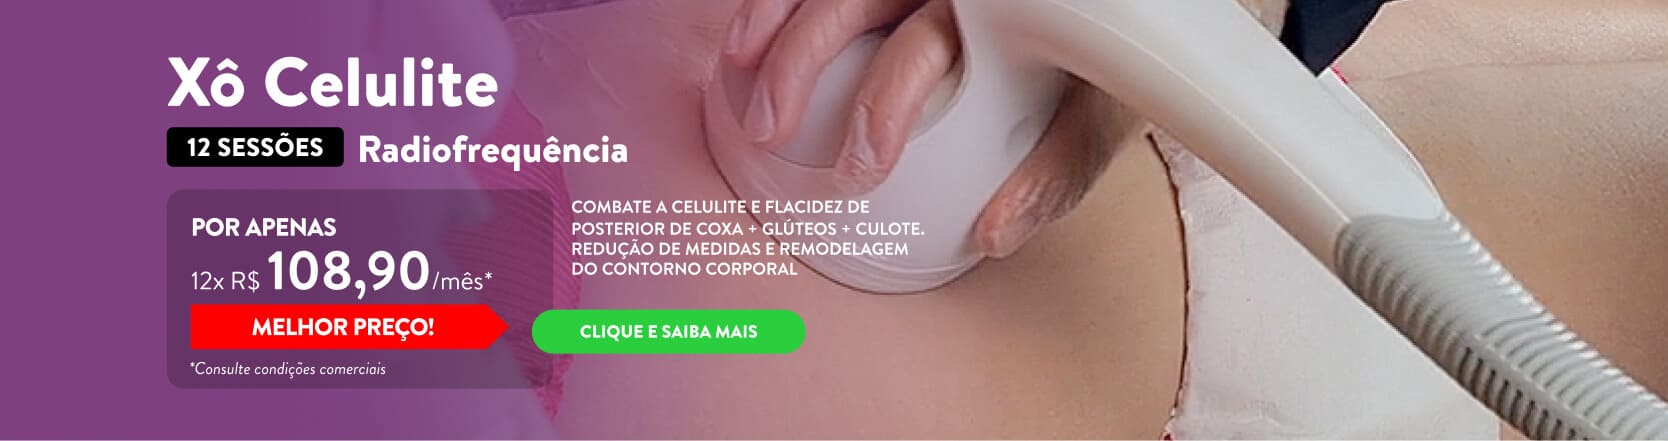 Xô Celulite
12 SESSÕES Radiofrequência
POR APENAS
12x R$ 108,90/mês*
MELHOR PREÇO!
*Consulte condições comerciais
COMBATE A CELULITE E FLACIDEZ DE
POSTERIOR DE COXA + GLÚTEOS + CULOTE.
REDUÇÃO DE MEDIDAS E REMODELAGEM
DO CONTORNO CORPORAL
CLIQUE E SAIBA MAIS